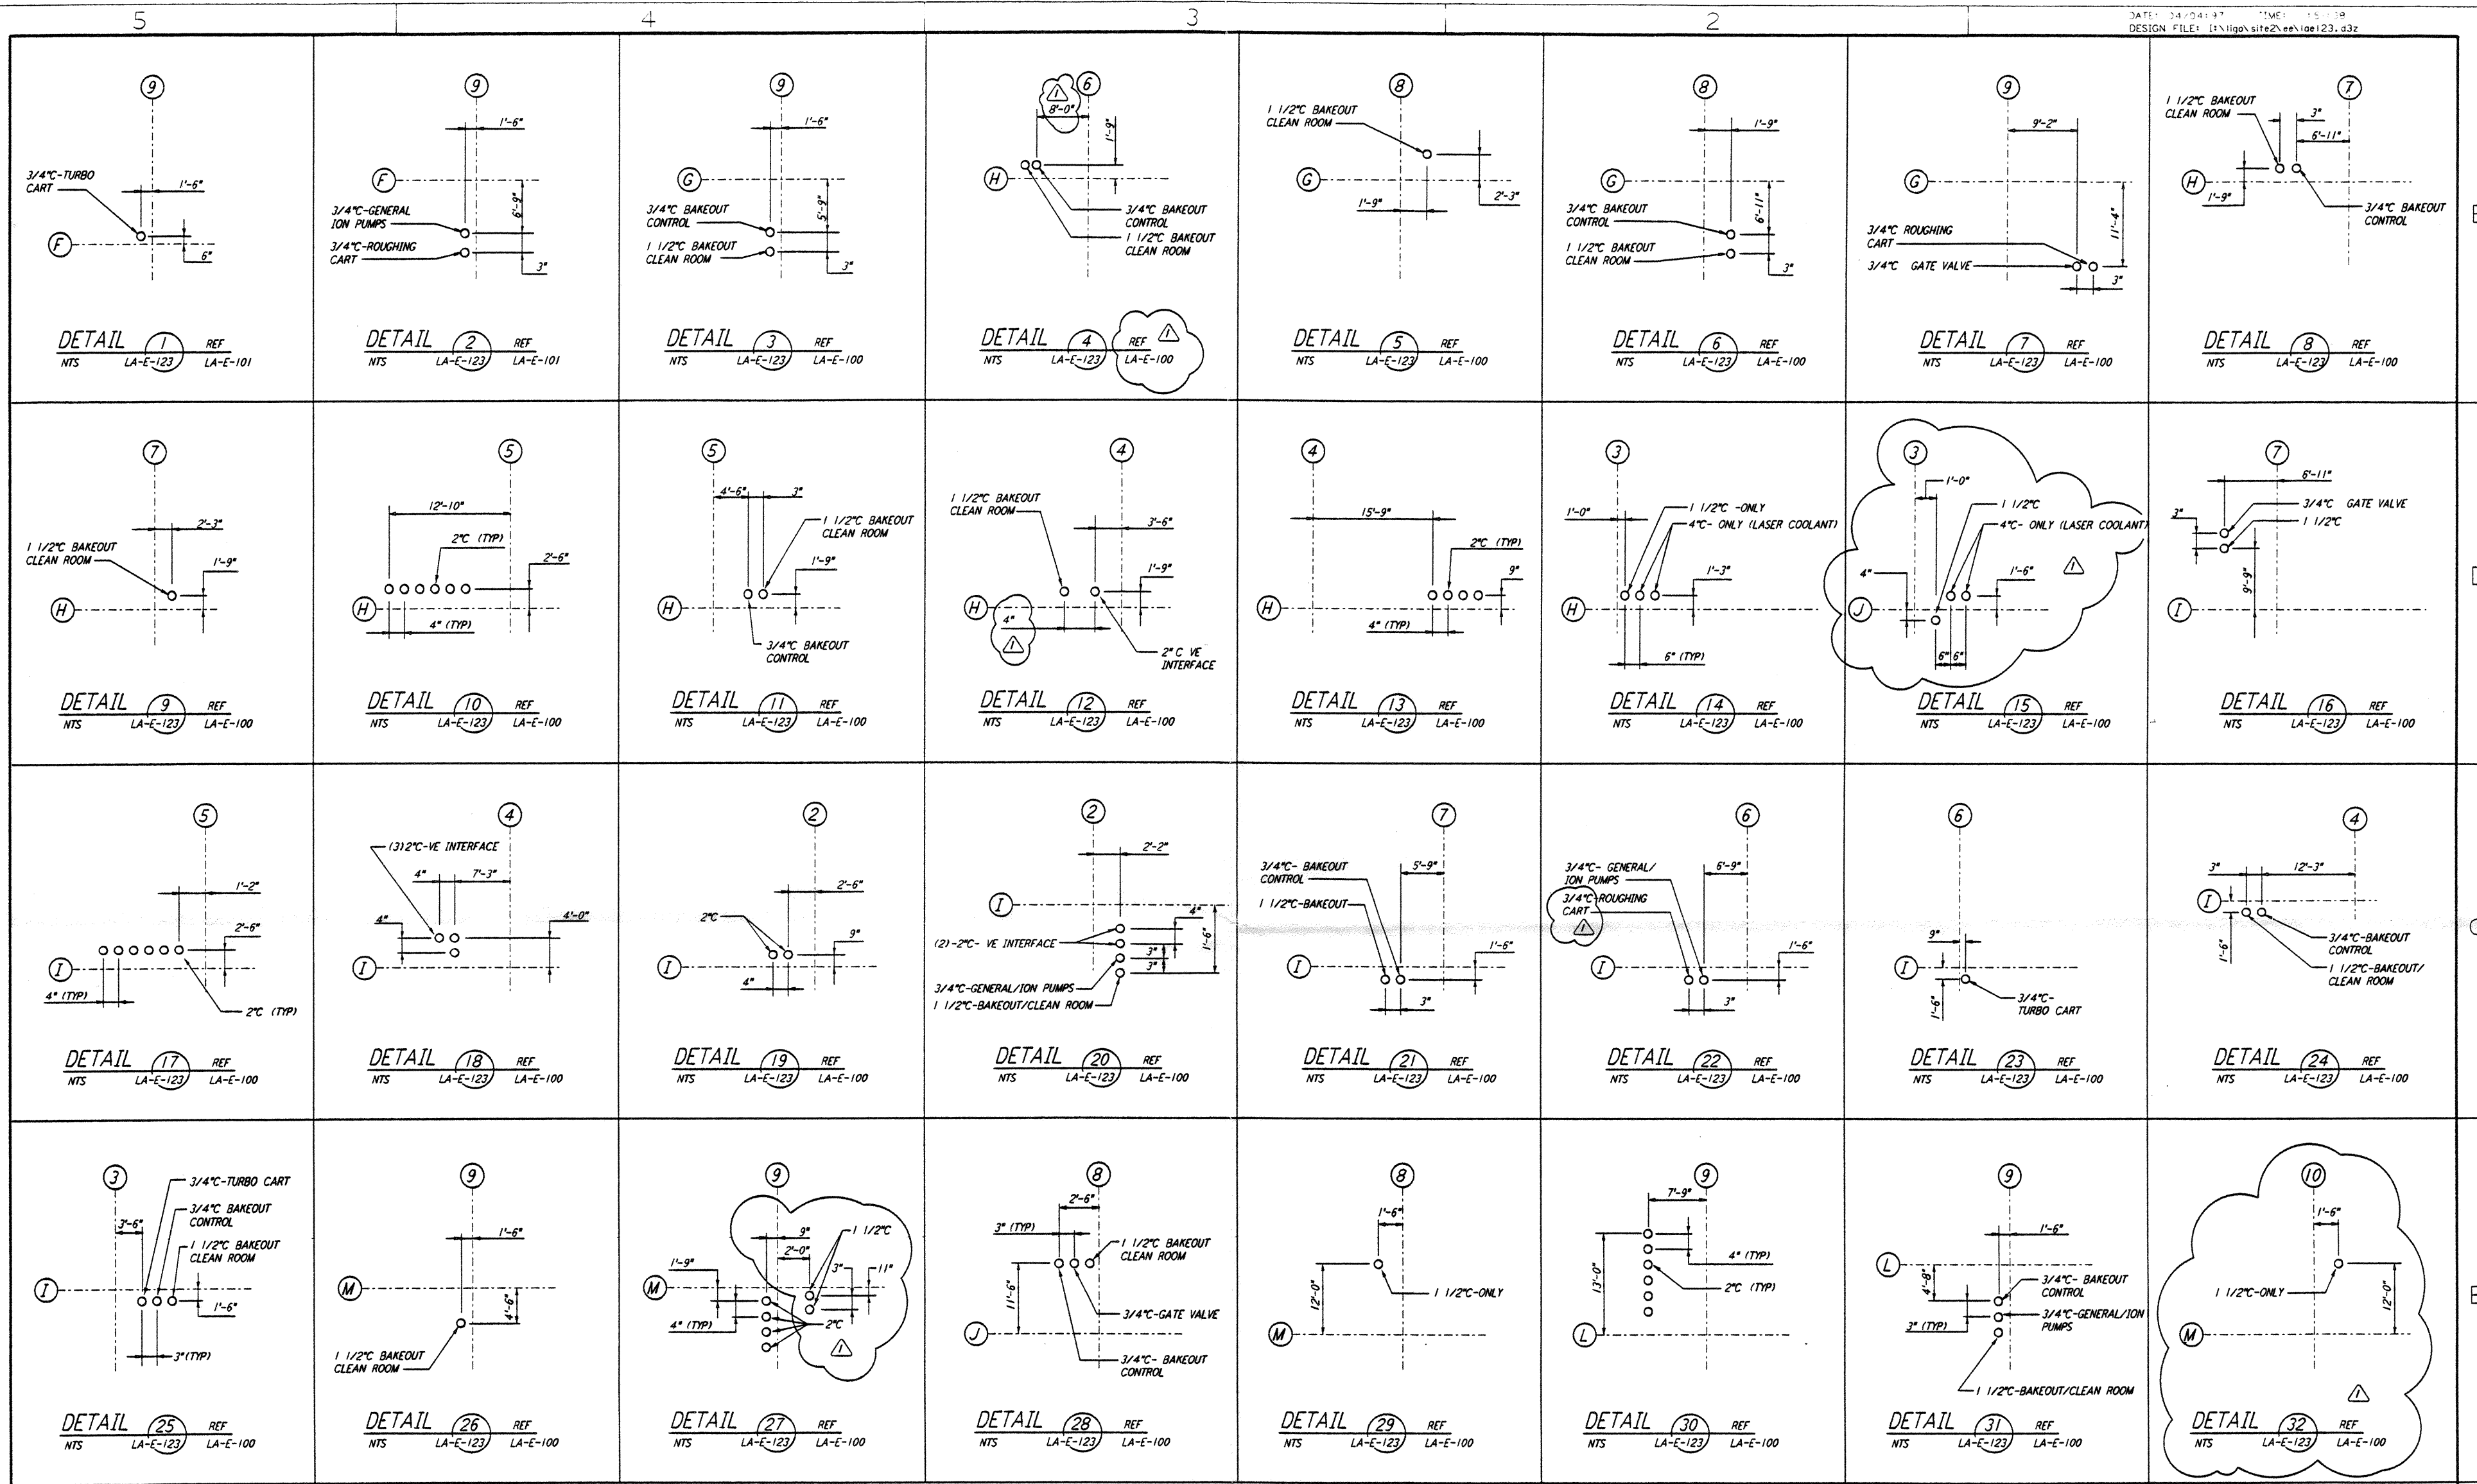 5
4
3
2
DESIGN FILE: I:\ligo\site2\ee\lae123.d3z
9
3/4"C-TURBO
CART
1'-6"
F
6"
DETAIL 1 REF
NTS LA-E-123 LA-E-101
9
1'-6"
F
3/4"C-GENERAL
ION PUMPS
6'-9"
3/4"C-ROUGHING
CART
3"
DETAIL 2 REF
NTS LA-E-123 LA-E-101
9
1'-6"
G
3/4"C BAKEOUT
CONTROL
5'-9"
1 1/2"C BAKEOUT
CLEAN ROOM
3"
DETAIL 3 REF
NTS LA-E-123 LA-E-100
1
6
8'-0"
1'-9"
H
3/4"C BAKEOUT
CONTROL
1 1/2"C BAKEOUT
CLEAN ROOM
DETAIL 4 REF 1
NTS LA-E-123 LA-E-100
8
1 1/2"C BAKEOUT
CLEAN ROOM
G
1'-9"
2'-3"
DETAIL 5 REF
NTS LA-E-123 LA-E-100
8
1'-9"
G
3/4"C BAKEOUT
CONTROL
6'-11"
1 1/2"C BAKEOUT
CLEAN ROOM
3"
DETAIL 6 REF
NTS LA-E-123 LA-E-100
9
9'-2"
G
3/4"C ROUGHING
CART
11'-4"
3/4"C GATE VALVE
3"
DETAIL 7 REF
NTS LA-E-123 LA-E-100
7
1 1/2"C BAKEOUT
CLEAN ROOM
3"
6'-11"
H
1'-9"
3/4"C BAKEOUT
CONTROL
DETAIL 8 REF
NTS LA-E-123 LA-E-100
7
2'-3"
1 1/2"C BAKEOUT
CLEAN ROOM
1'-9"
H
DETAIL 9 REF
NTS LA-E-123 LA-E-100
5
12'-10"
2"C (TYP)
2'-6"
H
4" (TYP)
DETAIL 10 REF
NTS LA-E-123 LA-E-100
5
4'-6"
3"
1 1/2"C BAKEOUT
CLEAN ROOM
1'-9"
H
3/4"C BAKEOUT
CONTROL
DETAIL 11 REF
NTS LA-E-123 LA-E-100
4
1 1/2"C BAKEOUT
CLEAN ROOM
3'-6"
1'-9"
H
4"
1
2" C VE
INTERFACE
DETAIL 12 REF
NTS LA-E-123 LA-E-100
4
15'-9"
2"C (TYP)
9"
H
4" (TYP)
DETAIL 13 REF
NTS LA-E-123 LA-E-100
3
1'-0"
1 1/2"C -ONLY
4"C- ONLY (LASER COOLANT)
1'-3"
H
6" (TYP)
DETAIL 14 REF
NTS LA-E-123 LA-E-100
3
1'-0"
1 1/2"C
4"C- ONLY (LASER COOLANT)
4"
1'-6"
1
J
6" 6"
DETAIL 15 REF
NTS LA-E-123 LA-E-100
7
6'-11"
3/4"C GATE VALVE
1 1/2"C
3"
9'-9"
I
DETAIL 16 REF
NTS LA-E-123 LA-E-100
5
1'-2"
2'-6"
I
4" (TYP)
2"C (TYP)
DETAIL 17 REF
NTS LA-E-123 LA-E-100
4
(3)2"C-VE INTERFACE
4"
7'-3"
4"
4'-0"
I
DETAIL 18 REF
NTS LA-E-123 LA-E-100
2
2'-6"
2"C
9"
I
4"
DETAIL 19 REF
NTS LA-E-123 LA-E-100
2
2'-2"
I
4"
(2)-2"C- VE INTERFACE
1'-6"
3"
3"
3/4"C-GENERAL/ION PUMPS
1 1/2"C-BAKEOUT/CLEAN ROOM
DETAIL 20 REF
NTS LA-E-123 LA-E-100
7
3/4"C- BAKEOUT
CONTROL
5'-9"
1 1/2"C-BAKEOUT
1'-6"
I
3"
DETAIL 21 REF
NTS LA-E-123 LA-E-100
6
3/4"C- GENERAL/
ION PUMPS
6'-9"
3/4"C-ROUGHING
CART
1
1'-6"
I
3"
DETAIL 22 REF
NTS LA-E-123 LA-E-100
6
9"
I
1'-6"
3/4"C-
TURBO CART
DETAIL 23 REF
NTS LA-E-123 LA-E-100
4
3"
12'-3"
I
1'-6"
3/4"C-BAKEOUT
CONTROL
1 1/2"C-BAKEOUT/
CLEAN ROOM
DETAIL 24 REF
NTS LA-E-123 LA-E-100
3
3/4"C-TURBO CART
3/4"C BAKEOUT
CONTROL
3'-6"
1 1/2"C BAKEOUT
CLEAN ROOM
I
1'-6"
3"(TYP)
DETAIL 25 REF
NTS LA-E-123 LA-E-100
9
1'-6"
M
4'-6"
1 1/2"C BAKEOUT
CLEAN ROOM
DETAIL 26 REF
NTS LA-E-123 LA-E-100
9
9"
1 1/2"C
2'-0"
1'-9"
3"
11"
M
4" (TYP)
2"C
1
DETAIL 27 REF
NTS LA-E-123 LA-E-100
8
2'-6"
3" (TYP)
1 1/2"C BAKEOUT
CLEAN ROOM
11'-6"
3/4"C-GATE VALVE
J
3/4"C- BAKEOUT
CONTROL
DETAIL 28 REF
NTS LA-E-123 LA-E-100
8
1'-6"
12'-0"
1 1/2"C-ONLY
M
DETAIL 29 REF
NTS LA-E-123 LA-E-100
9
7'-9"
4" (TYP)
13'-0"
2"C (TYP)
L
DETAIL 30 REF
NTS LA-E-123 LA-E-100
9
1'-6"
L
4'-8"
3/4"C- BAKEOUT
CONTROL
3/4"C-GENERAL/ION
PUMPS
3" (TYP)
1 1/2"C-BAKEOUT/CLEAN ROOM
DETAIL 31 REF
NTS LA-E-123 LA-E-100
10
1'-6"
1 1/2"C-ONLY
12'-0"
M
1
DETAIL 32 REF
NTS LA-E-123 LA-E-100